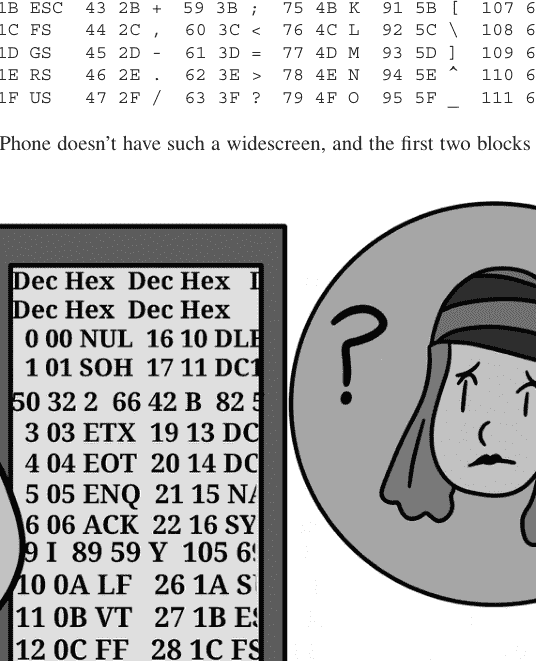 1B ESC 43 2B + 59 3B ; 75 4B K 91 5B [ 107 6
1C FS 44 2C , 60 3C < 76 4C L 92 5C \ 108 6
1D GS 45 2D - 61 3D = 77 4D M 93 5D ] 109 6
1E RS 46 2E . 62 3E > 78 4E N 94 5E ^ 110 6
1F US 47 2F / 63 3F ? 79 4F O 95 5F _ 111 6
Phone doesn't have such a widescreen, and the first two blocks
Dec Hex Dec Hex
Dec Hex Dec Hex
0 00 NUL 16 10 DLE
1 01 SOH 17 11 DC1
50 32 2 66 42 B 82 5
3 03 ETX 19 13 DC
4 04 EOT 20 14 DC
5 05 ENQ 21 15 NA
6 06 ACK 22 16 SY
9 I 89 59 Y 105 69
10 0A LF 26 1A S
11 0B VT 27 1B ES
12 0C FF 28 1C FS
?